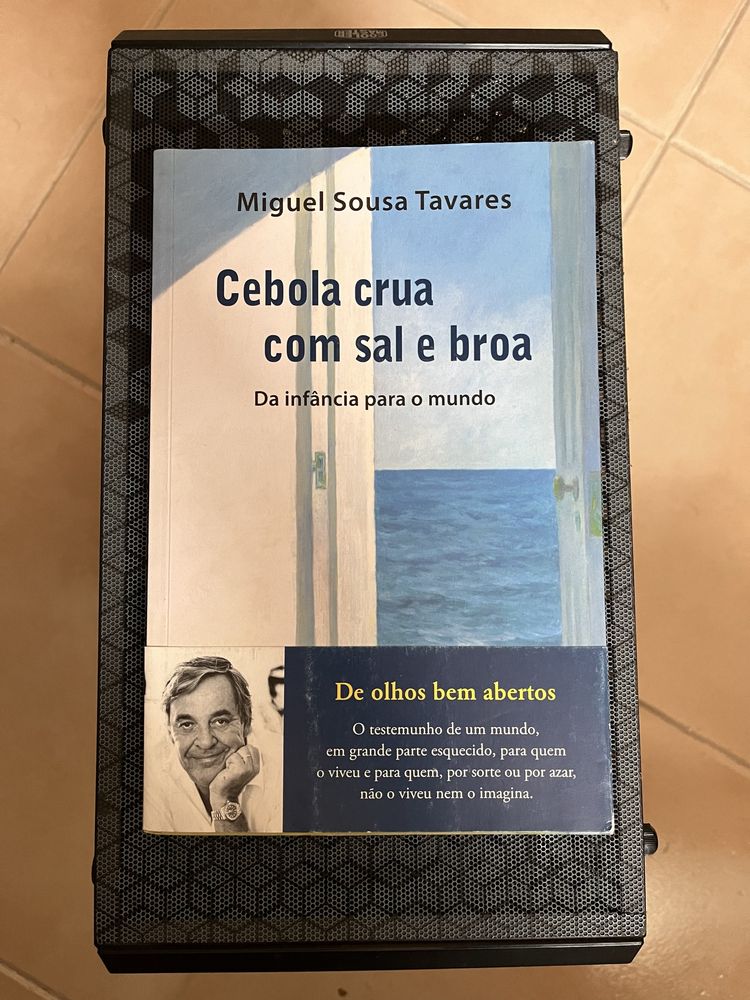 Miguel Sousa Tavares
Cebola crua
com sal e broa
Da infância para o mundo
De olhos bem abertos
O testemunho de um mundo,
em grande parte esquecido, para quem
o viveu e para quem, por sorte ou por azar,
não o viveu nem o imagina.